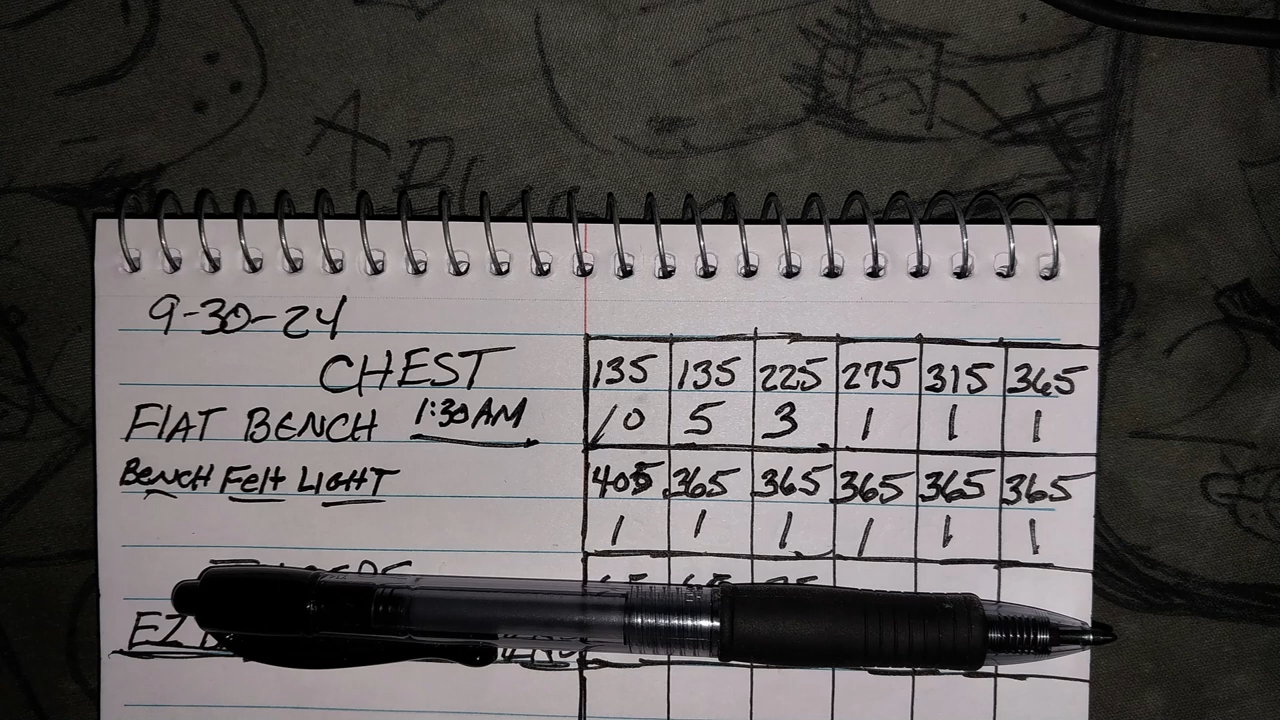 9-30-24
CHEST
135 135 225 275 315 365
FlAT BENCH 1:30AM
10 5 3 1 1 1
BENCH FElt LIGHT
405 365 365 365 365 365
1 1 1 1 1 1
EZ